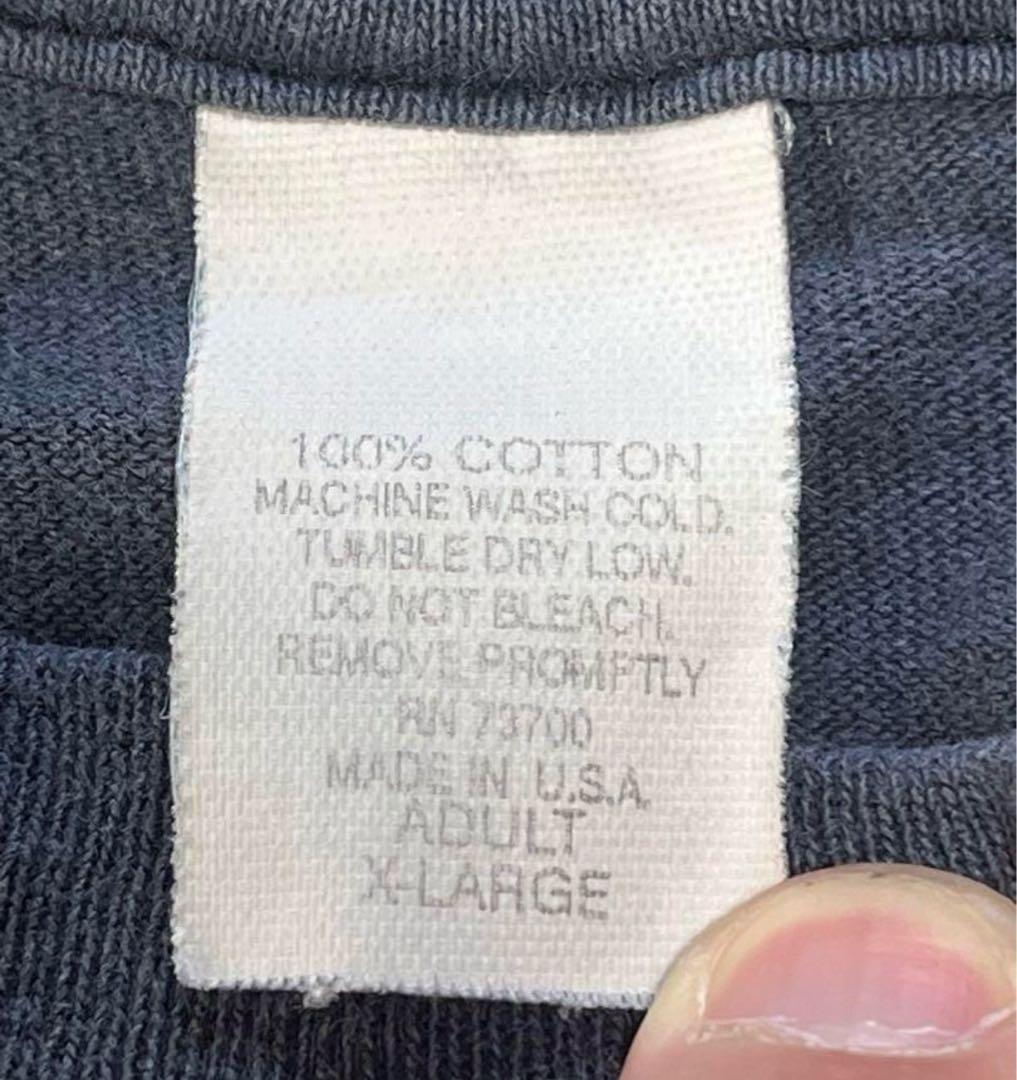 100% COTTON
MACHINE WASH COLD.
TUMBLE DRY LOW.
DO NOT BLEACH.
REMOVE PROMPTLY
RN 73700
MADE IN U.S.A.
ADULT
X-LARGE